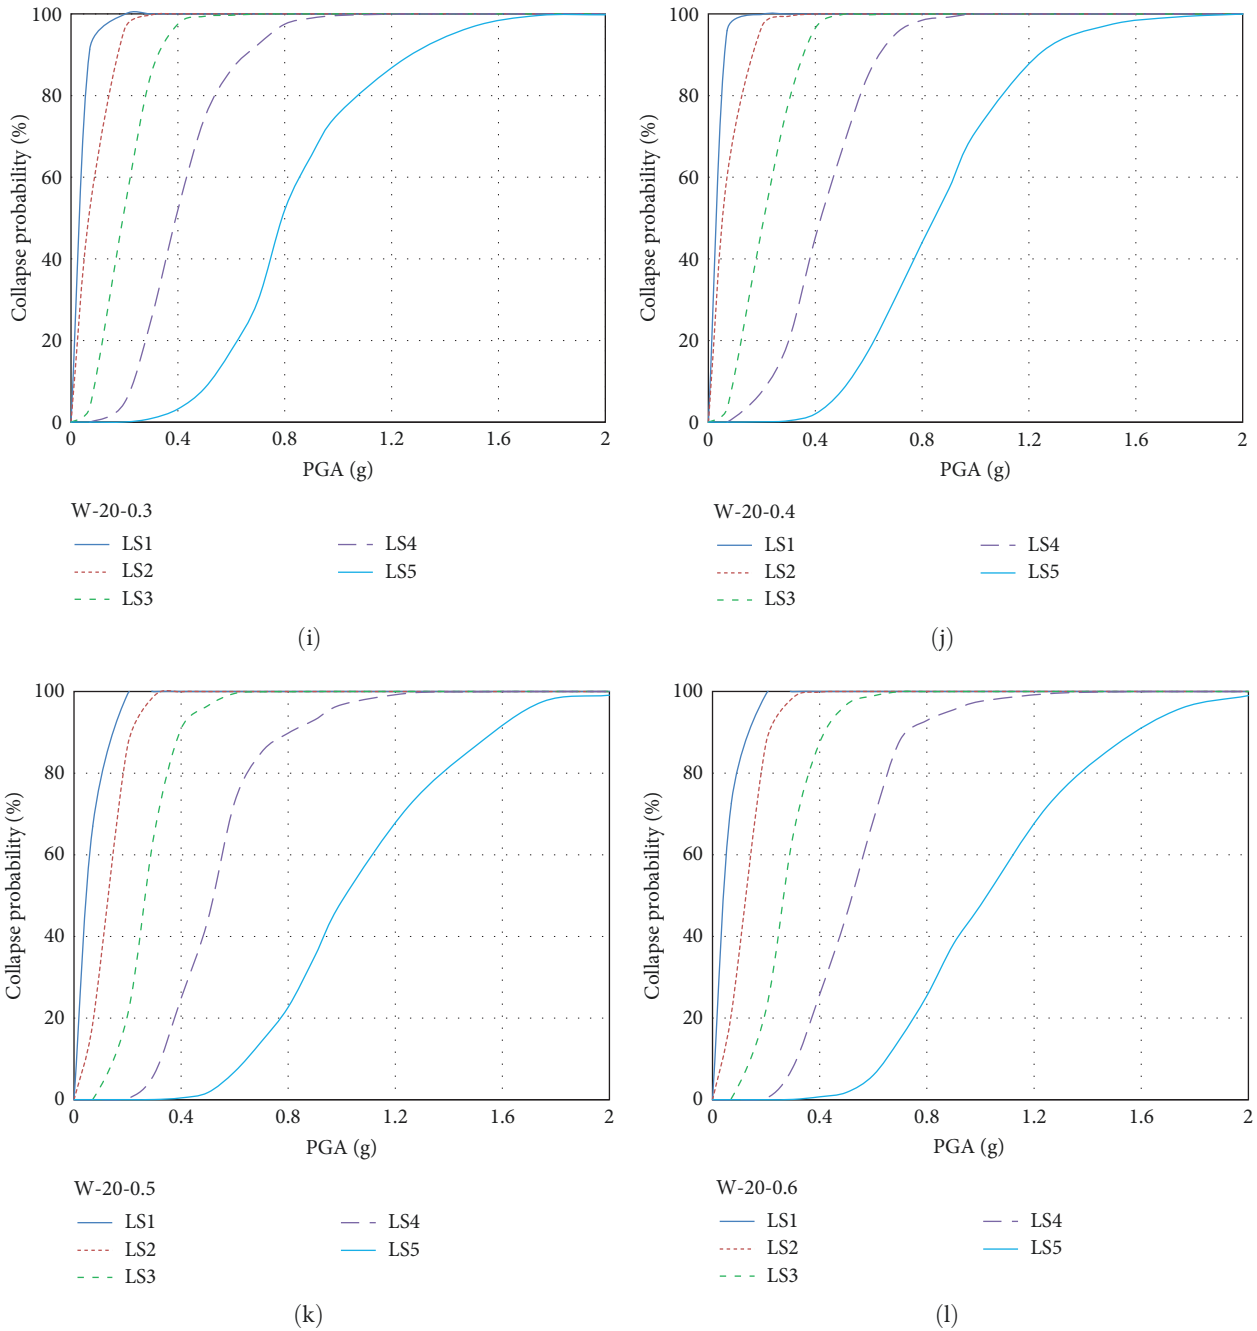 Collapse probability (%)
100
80
60
40
20
0
0 0.4 0.8 1.2 1.6 2
PGA (g)
W-20-0.3
LS1 LS4
LS2 LS5
LS3
(i)
Collapse probability (%)
100
80
60
40
20
0
0 0.4 0.8 1.2 1.6 2
PGA (g)
W-20-0.4
LS1 LS4
LS2 LS5
LS3
(j)
Collapse probability (%)
100
80
60
40
20
0
0 0.4 0.8 1.2 1.6 2
PGA (g)
W-20-0.5
LS1 LS4
LS2 LS5
LS3
(k)
Collapse probability (%)
100
80
60
40
20
0
0 0.4 0.8 1.2 1.6 2
PGA (g)
W-20-0.6
LS1 LS4
LS2 LS5
LS3
(l)